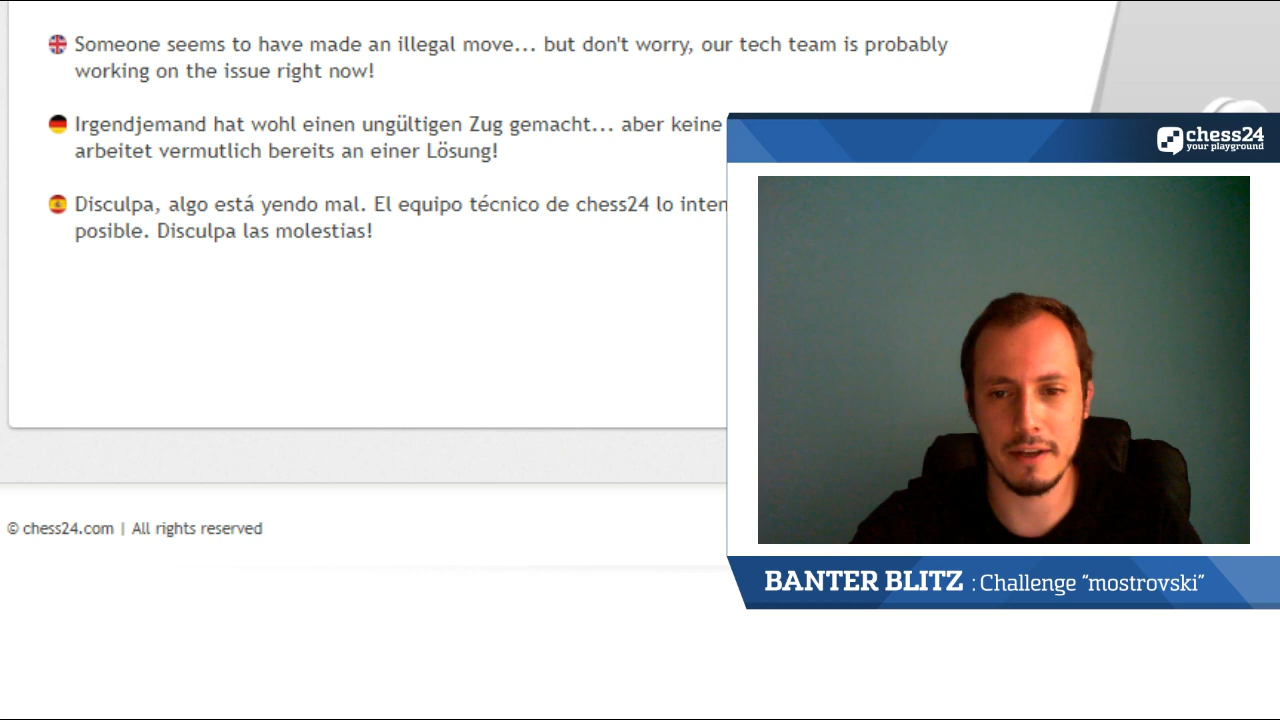 Someone seems to have made an illegal move... but don't worry, our tech team is probably
working on the issue right now!
Irgendjemand hat wohl einen ungültigen Zug gemacht... aber keine
arbeitet vermutlich bereits an einer Lösung!
Disculpa, algo está yendo mal. El equipo técnico de chess24 lo inten
posible. Disculpa las molestias!
© chess24.com | All rights reserved
chess24
your playground
BANTER BLITZ : Challenge “mostrovski”